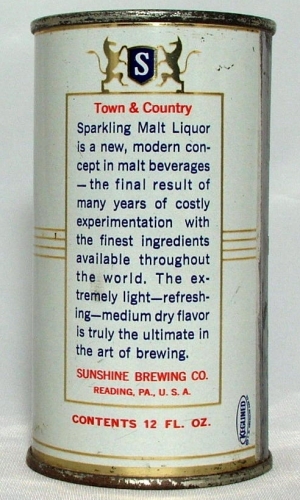 S
Town & Country
Sparkling Malt Liquor
is a new, modern con-
cept in malt beverages
—the final result of
many years of costly
experimentation with
the finest ingredients
available throughout
the world. The ex-
tremely light—refresh-
ing—medium dry flavor
is truly the ultimate in
the art of brewing.
SUNSHINE BREWING CO.
READING, PA., U. S. A.
CONTENTS 12 FL. OZ.
KEGLINED